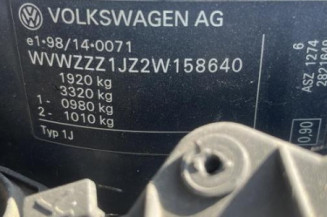 VOLKSWAGEN AG
e1*98/14*0071
WVWZZZ1JZ2W158640
1920 kg
3320 kg
1- 0980 kg
2- 1010 kg
Typ 1J
6
ASZ 1274
2821649
0,90